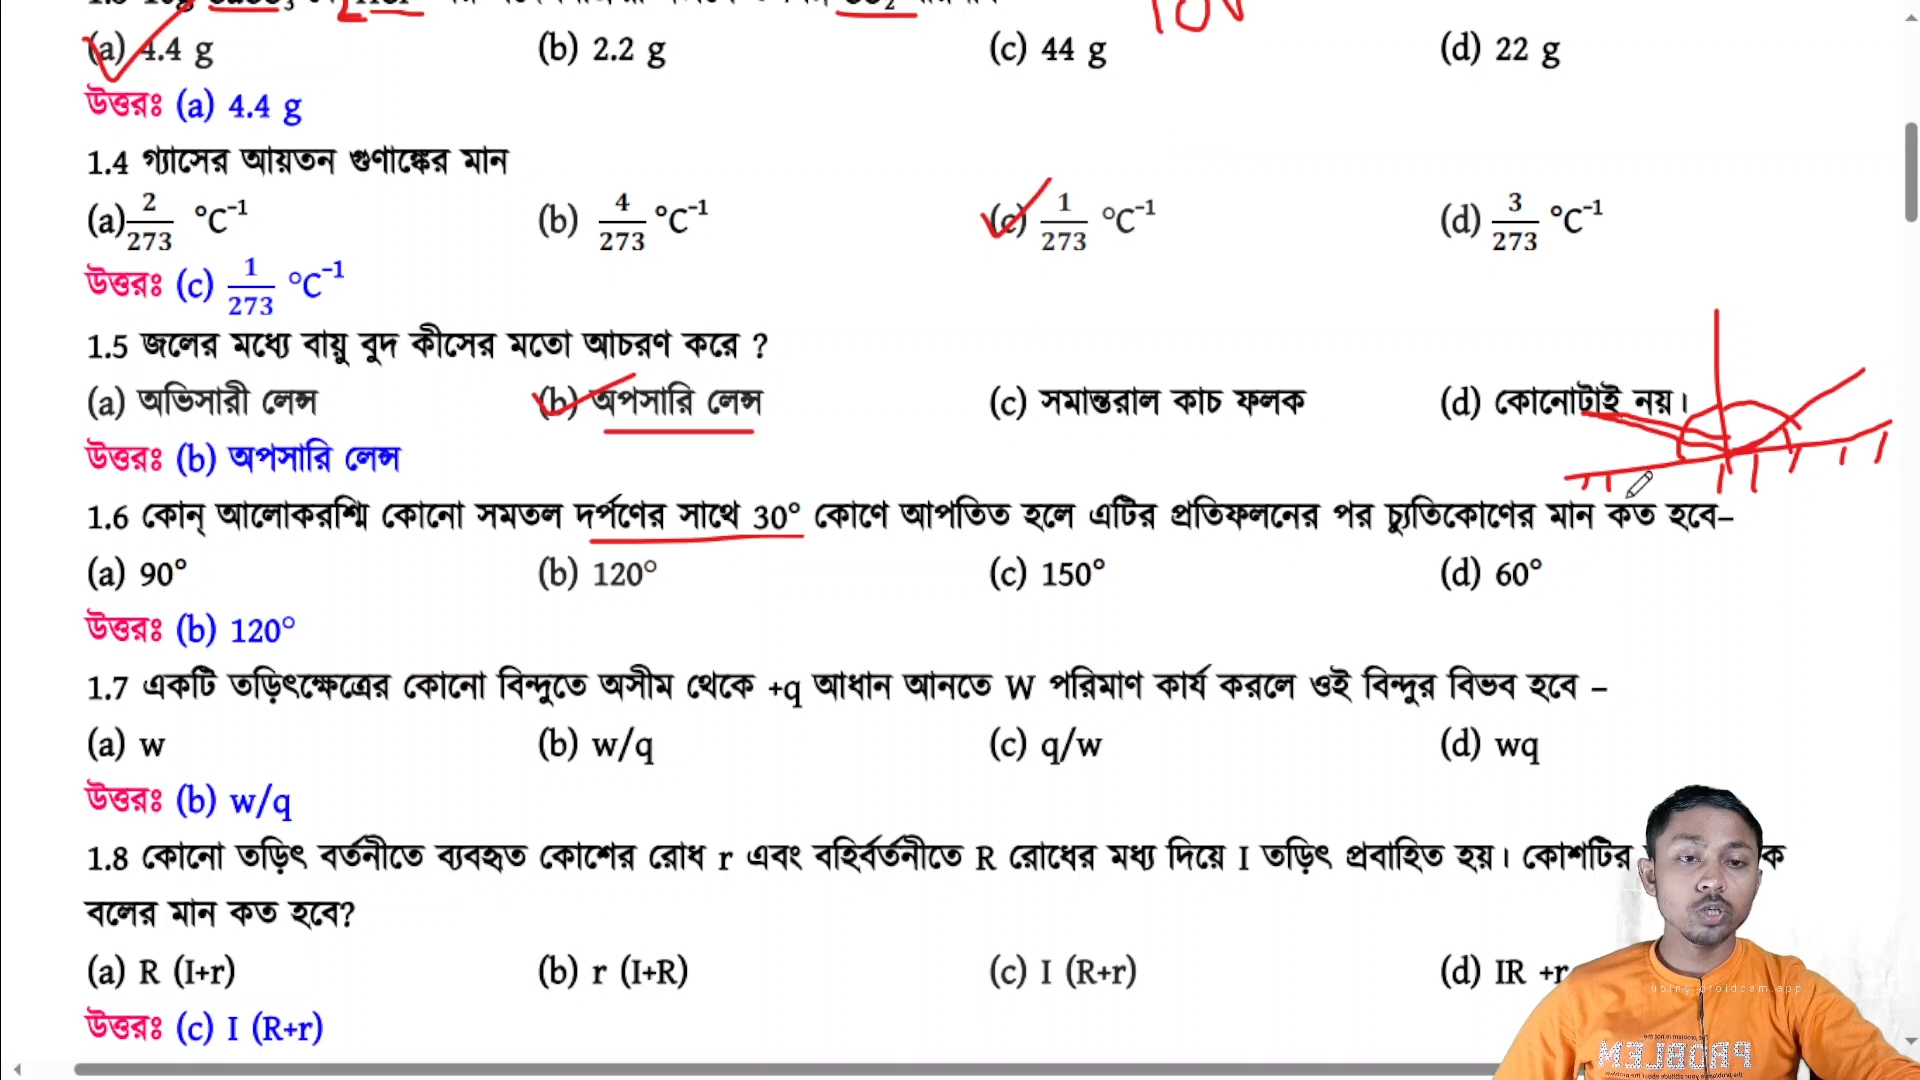 (a) 4.4 g (b) 2.2 g (c) 44 g (d) 22 g
উত্তরঃ (a) 4.4 g
1.4 গ্যাসের আয়তন গুণাঙ্কের মান
(a) 2/273 °C⁻¹ (b) 4/273 °C⁻¹ (c) 1/273 °C⁻¹ (d) 3/273 °C⁻¹
উত্তরঃ (c) 1/273 °C⁻¹
1.5 জলের মধ্যে বায়ু বুদ কীসের মতো আচরণ করে ?
(a) অভিসারী লেন্স (b) অপসারি লেন্স (c) সমান্তরাল কাচ ফলক (d) কোনোটাই নয়।
উত্তরঃ (b) অপসারি লেন্স
1.6 কোন্ আলোকরশ্মি কোনো সমতল দর্পণের সাথে 30° কোণে আপতিত হলে এটির প্রতিফলনের পর চ্যুতিকোণের মান কত হবে–
(a) 90° (b) 120° (c) 150° (d) 60°
উত্তরঃ (b) 120°
1.7 একটি তড়িৎক্ষেত্রের কোনো বিন্দুতে অসীম থেকে +q আধান আনতে W পরিমাণ কার্য করলে ওই বিন্দুর বিভব হবে –
(a) w (b) w/q (c) q/w (d) wq
উত্তরঃ (b) w/q
1.8 কোনো তড়িৎ বর্তনীতে ব্যবহৃত কোশের রোধ r এবং বহির্বর্তনীতে R রোধের মধ্য দিয়ে I তড়িৎ প্রবাহিত হয়। কোশটির ক
বলের মান কত হবে?
(a) R (I+r) (b) r (I+R) (c) I (R+r) (d) IR +r
উত্তরঃ (c) I (R+r)
using droidcam app
PROBLEM